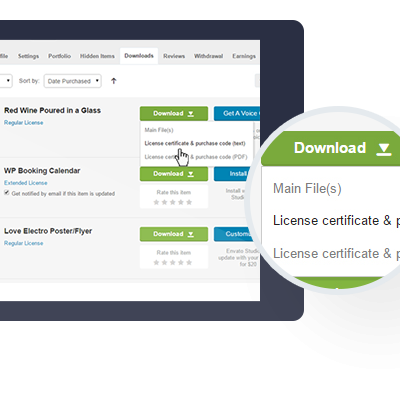 file Settings Portfolio Hidden Items Downloads Reviews Withdrawal Earnings
Sort by: Date Purchased
Red Wine Poured in a Glass
Regular License
Download
Get A Voice
Main File(s)
License certificate & purchase code (text)
License certificate & purchase code (PDF)
WP Booking Calendar
Extended License
Get notified by email if this item is updated
Download
Install
Rate this item
Install a
Studi
Love Electro Poster/Flyer
Regular License
Download
Customiz
Rate this item
Envato Studi
update with your
for $20
Download
Main File(s)
License certificate & p
License certificate & p